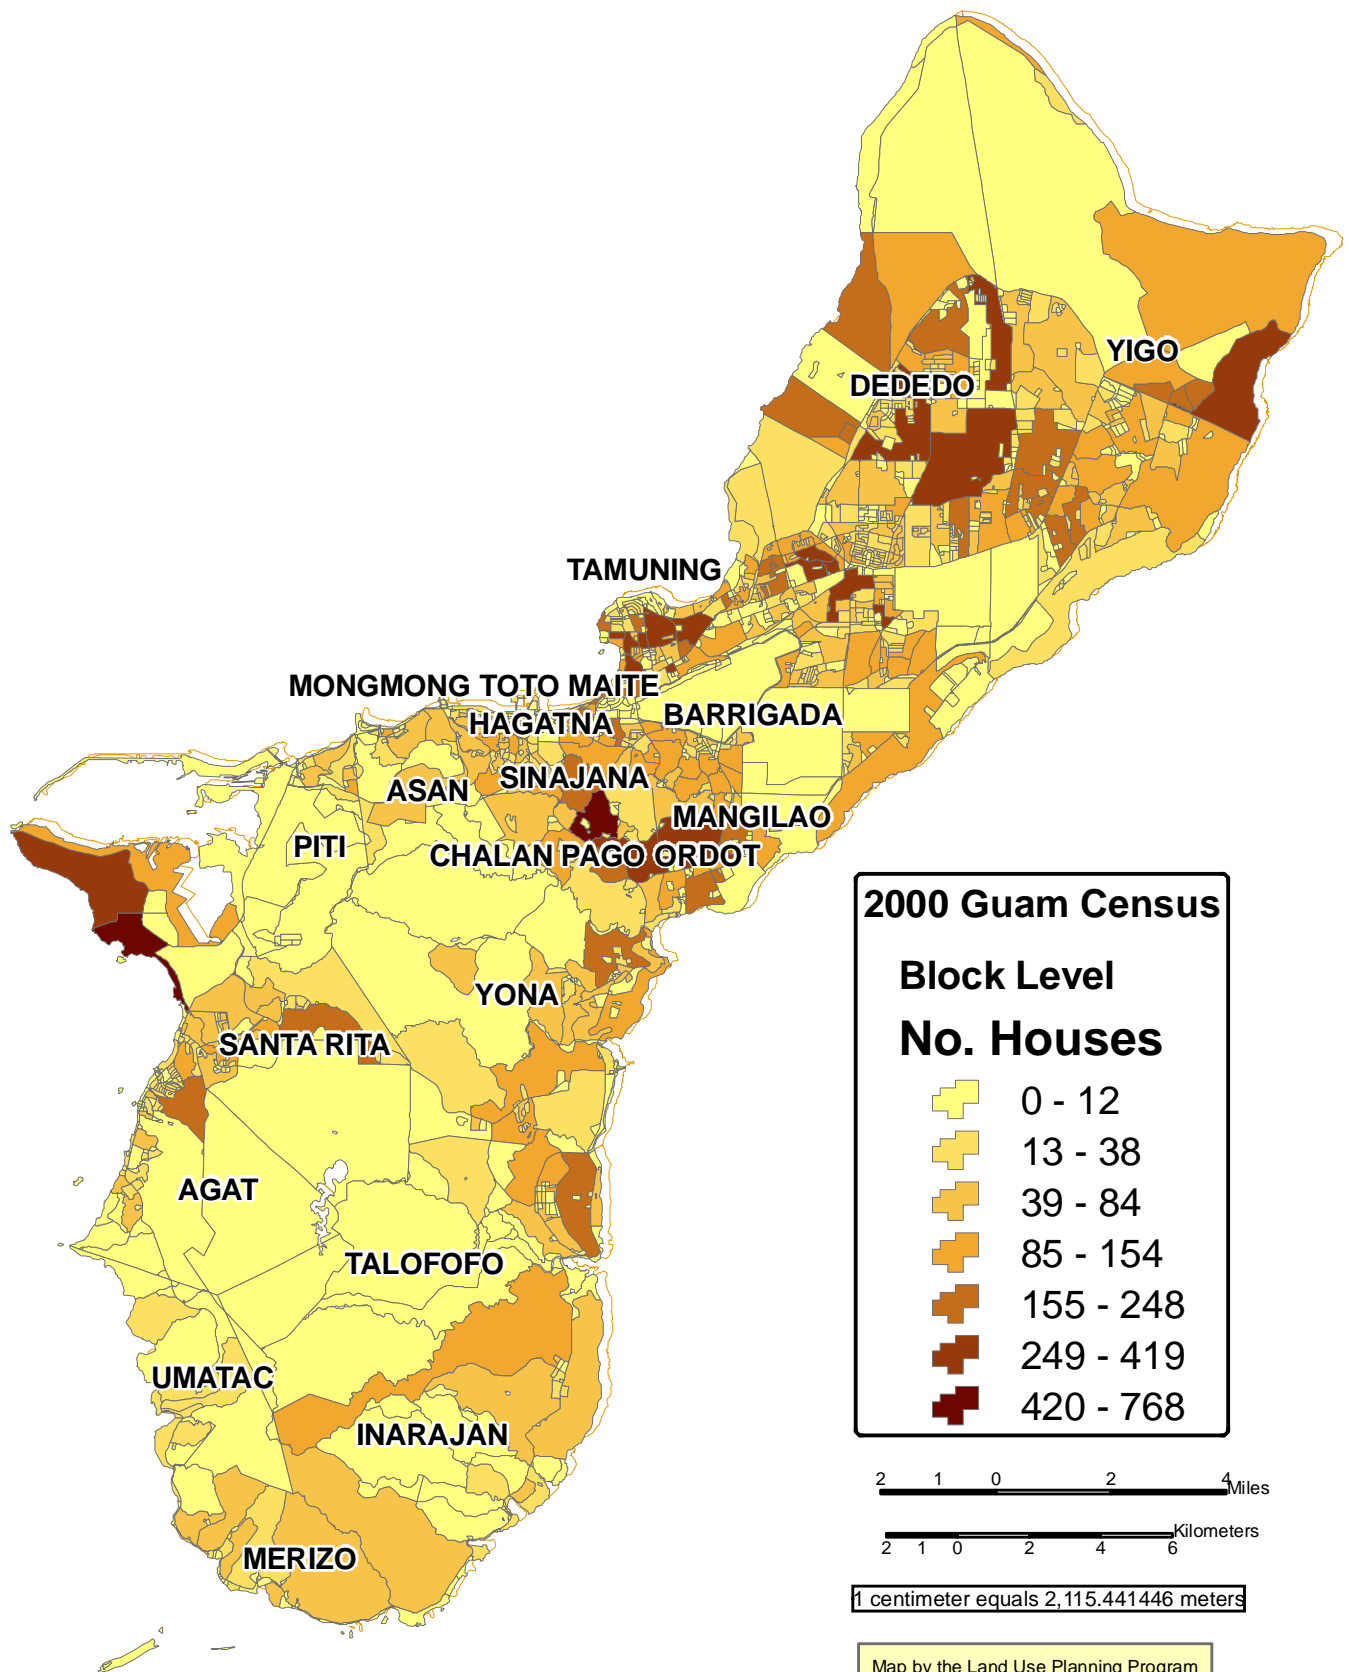 YIGO
DEDEDO
TAMUNING
MONGMONG TOTO MAITE
HAGATNA
BARRIGADA
SINAJANA
ASAN
MANGILAO
PITI
CHALAN PAGO ORDOT
YONA
SANTA RITA
AGAT
TALOFOFO
UMATAC
INARAJAN
MERIZO
2000 Guam Census
Block Level
No. Houses
0 - 12
13 - 38
39 - 84
85 - 154
155 - 248
249 - 419
420 - 768
2 1 0 2 4
Miles
Kilometers
2 1 0 2 4 6
1 centimeter equals 2,115.441446 meters
Map by the Land Use Planning Program